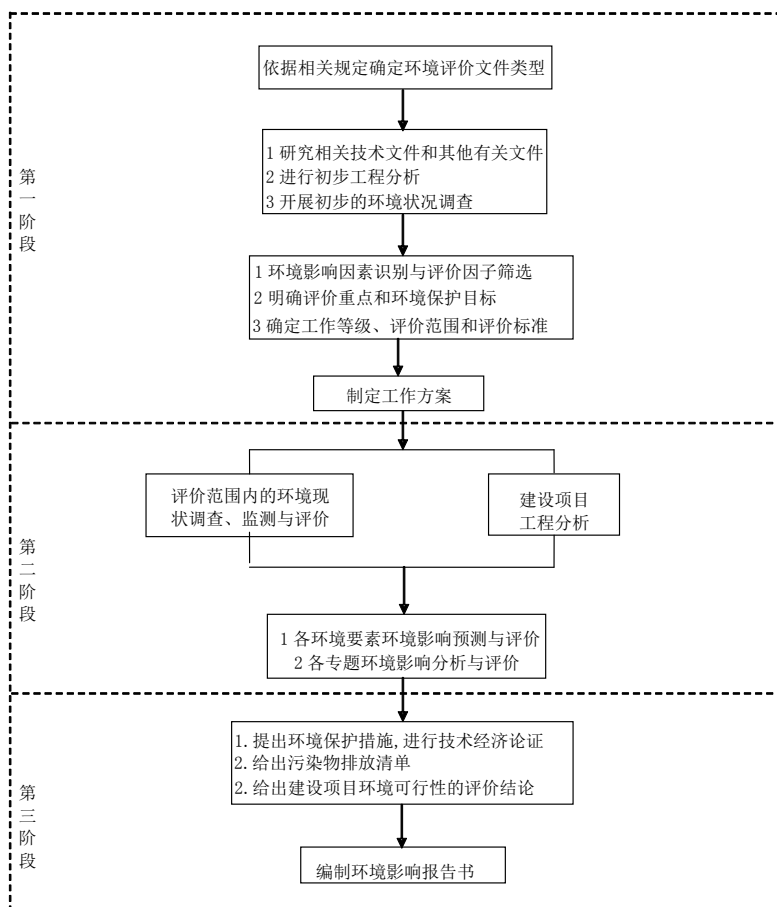 依据相关规定确定环境评价文件类型
1 研究相关技术文件和其他有关文件
2 进行初步工程分析
3 开展初步的环境状况调查
第一阶段
1 环境影响因素识别与评价因子筛选
2 明确评价重点和环境保护目标
3 确定工作等级、评价范围和评价标准
制定工作方案
评价范围内的环境现
状调查、监测与评价
建设项目
工程分析
第二阶段
1 各环境要素环境影响预测与评价
2 各专题环境影响分析与评价
1. 提出环境保护措施,进行技术经济论证
2. 给出污染物排放清单
2. 给出建设项目环境可行性的评价结论
第三阶段
编制环境影响报告书